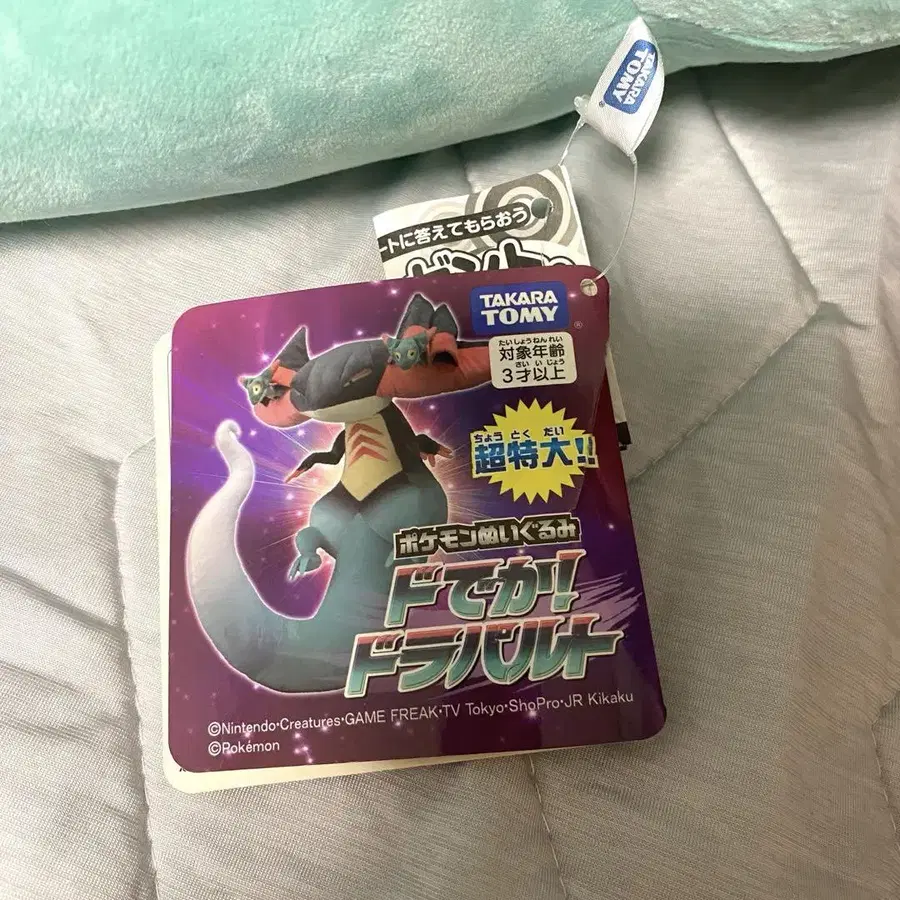 TAKARA
TOMY
ートに答えてもらおう
TAKARA
TOMY
®
たいしょうねんれい
対象年齢
さい い じょう
3才以上
ちょう とく だい
超特大!!
ポケモンぬいぐるみ
ドでか!
ドラパルト
©Nintendo・Creatures・GAME FREAK・TV Tokyo・ShoPro・JR Kikaku
©Pokémon